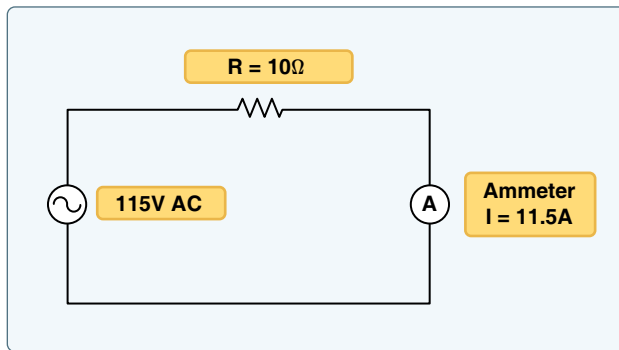 R = 10Ω
115V AC
A
Ammeter
I = 11.5A